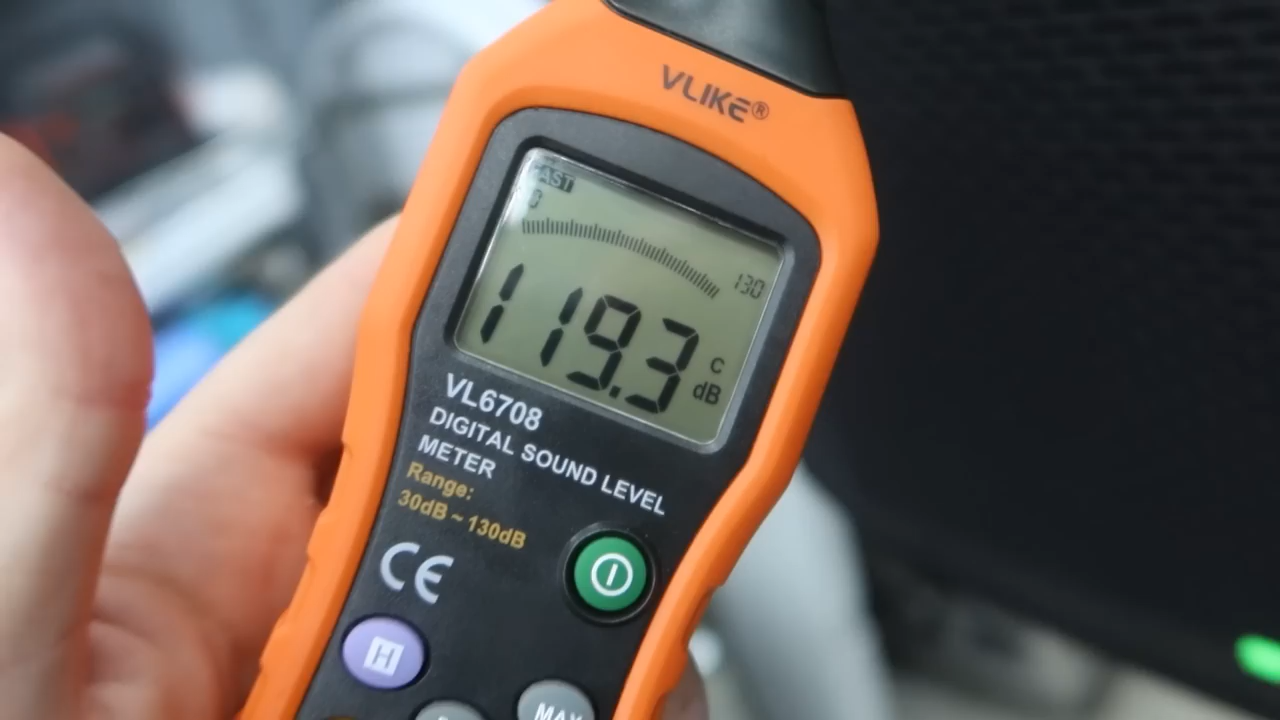 VLIKE®
FAST
0
130
119.3
C
dB
VL6708
DIGITAL SOUND LEVEL
METER
Range:
30dB ~ 130dB
CE
H
MAX